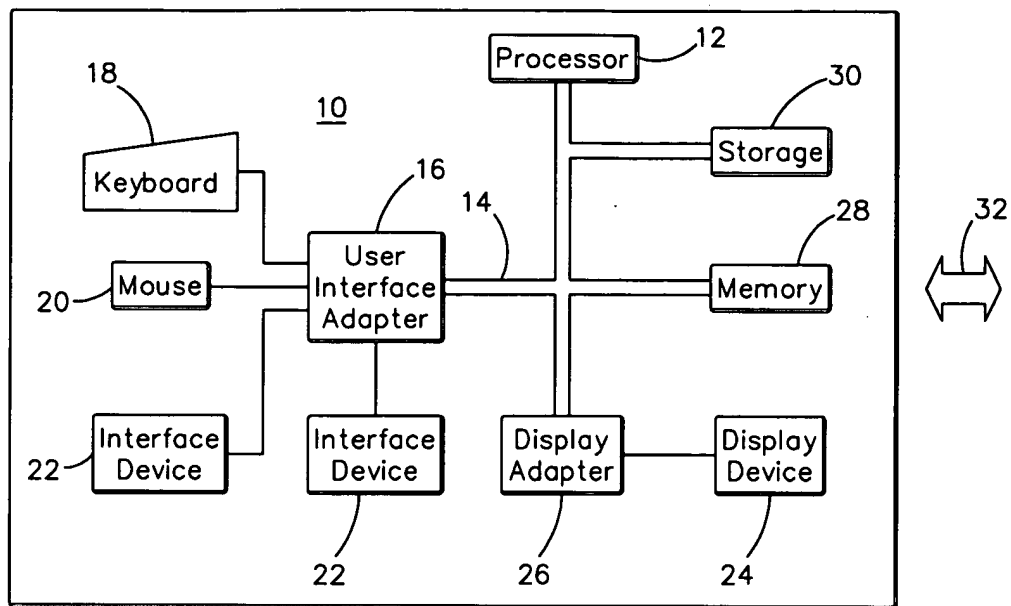 Processor
12
18
10
30
Storage
Keyboard
16
14
28
32
User
Interface
Adapter
20
Mouse
Memory
22
Interface
Device
Interface
Device
Display
Adapter
Display
Device
22
26
24